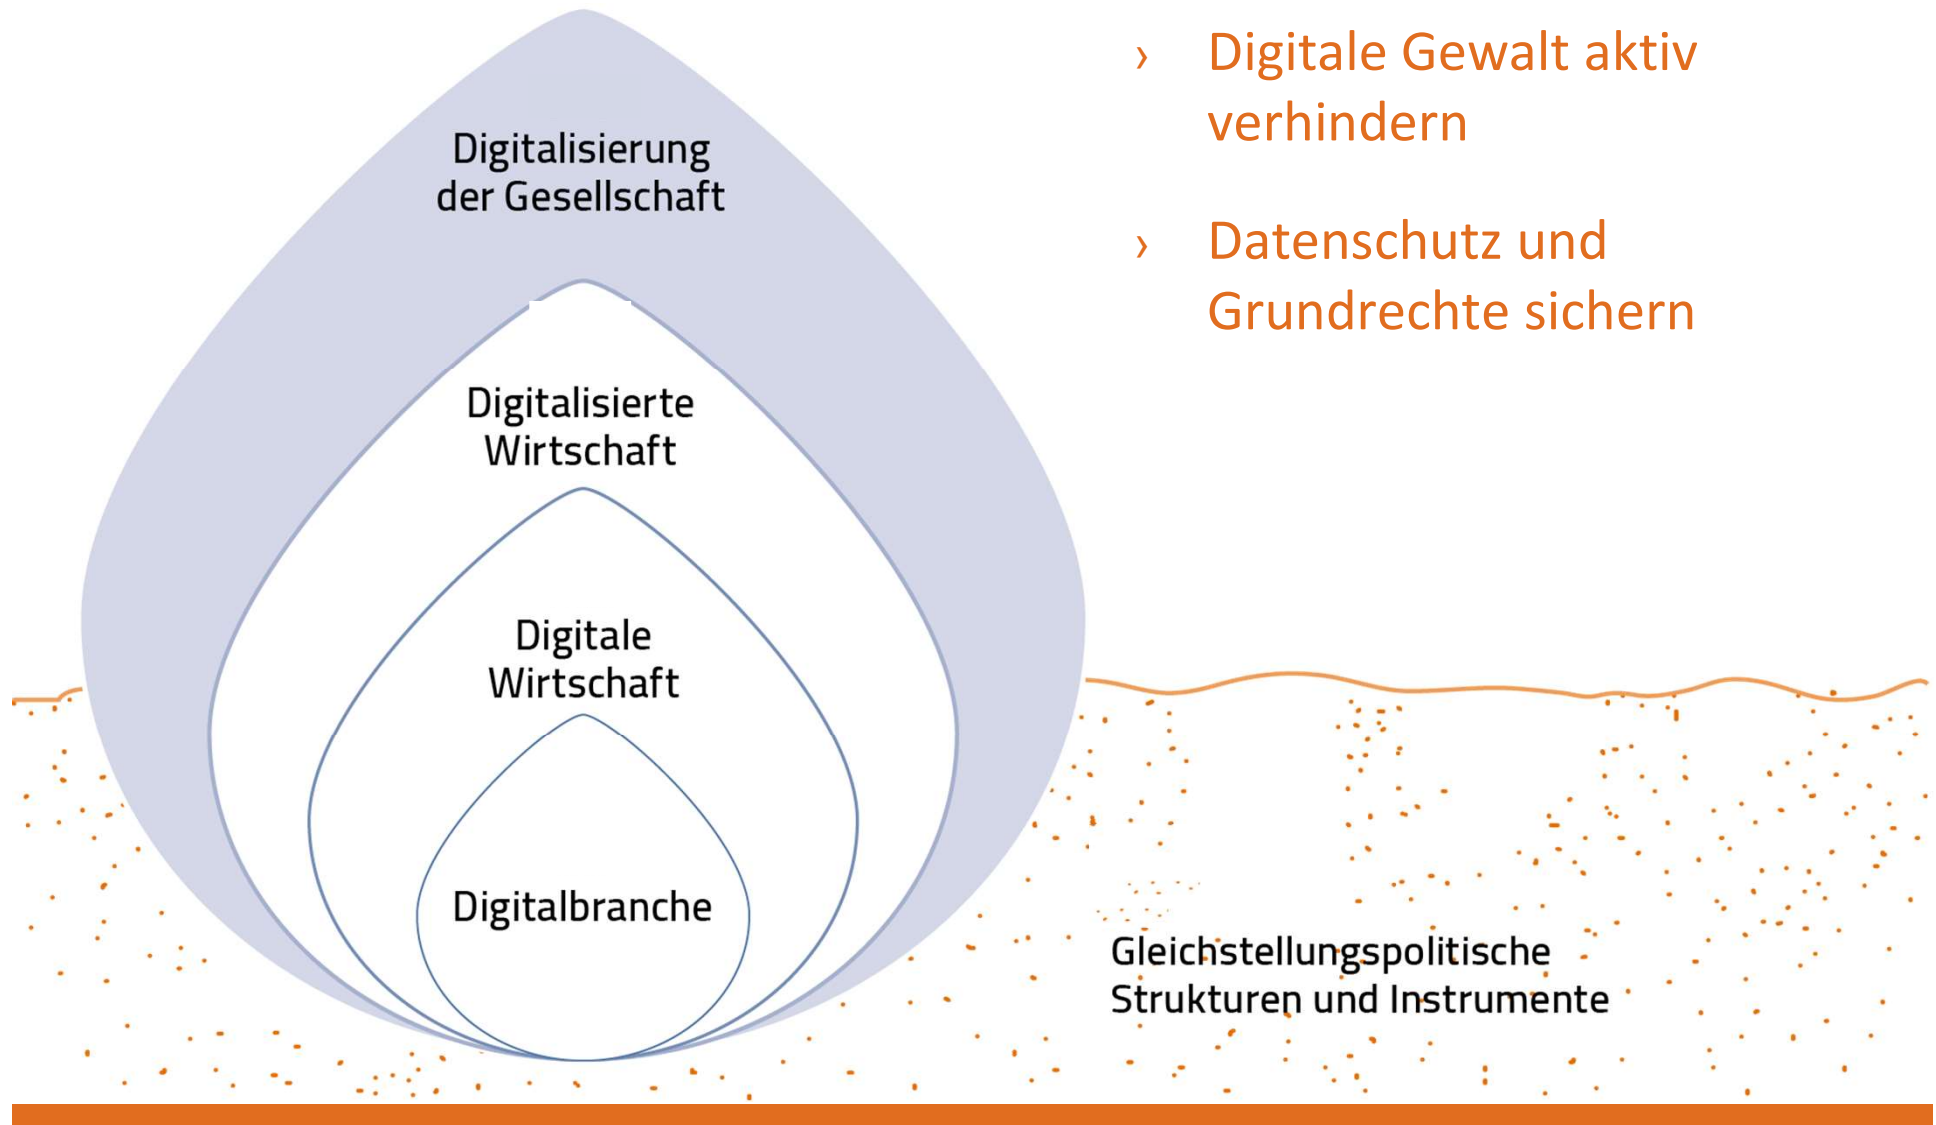 Digitalisierung
der Gesellschaft
Digitalisierte
Wirtschaft
Digitale
Wirtschaft
Digitalbranche
› Digitale Gewalt aktiv
verhindern
› Datenschutz und
Grundrechte sichern
Gleichstellungspolitische
Strukturen und Instrumente